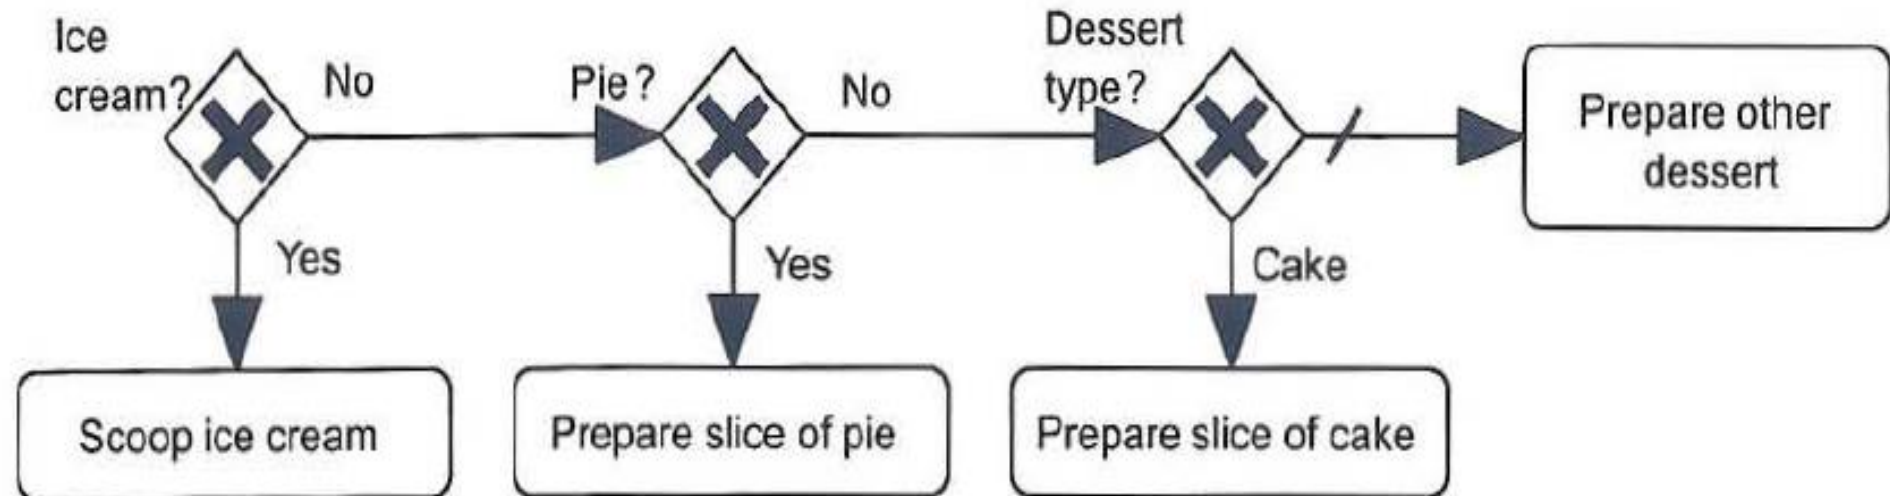 Ice
cream?
No
Pie?
No
Dessert
type?
Prepare other
dessert
Yes
Yes
Cake
Scoop ice cream
Prepare slice of pie
Prepare slice of cake